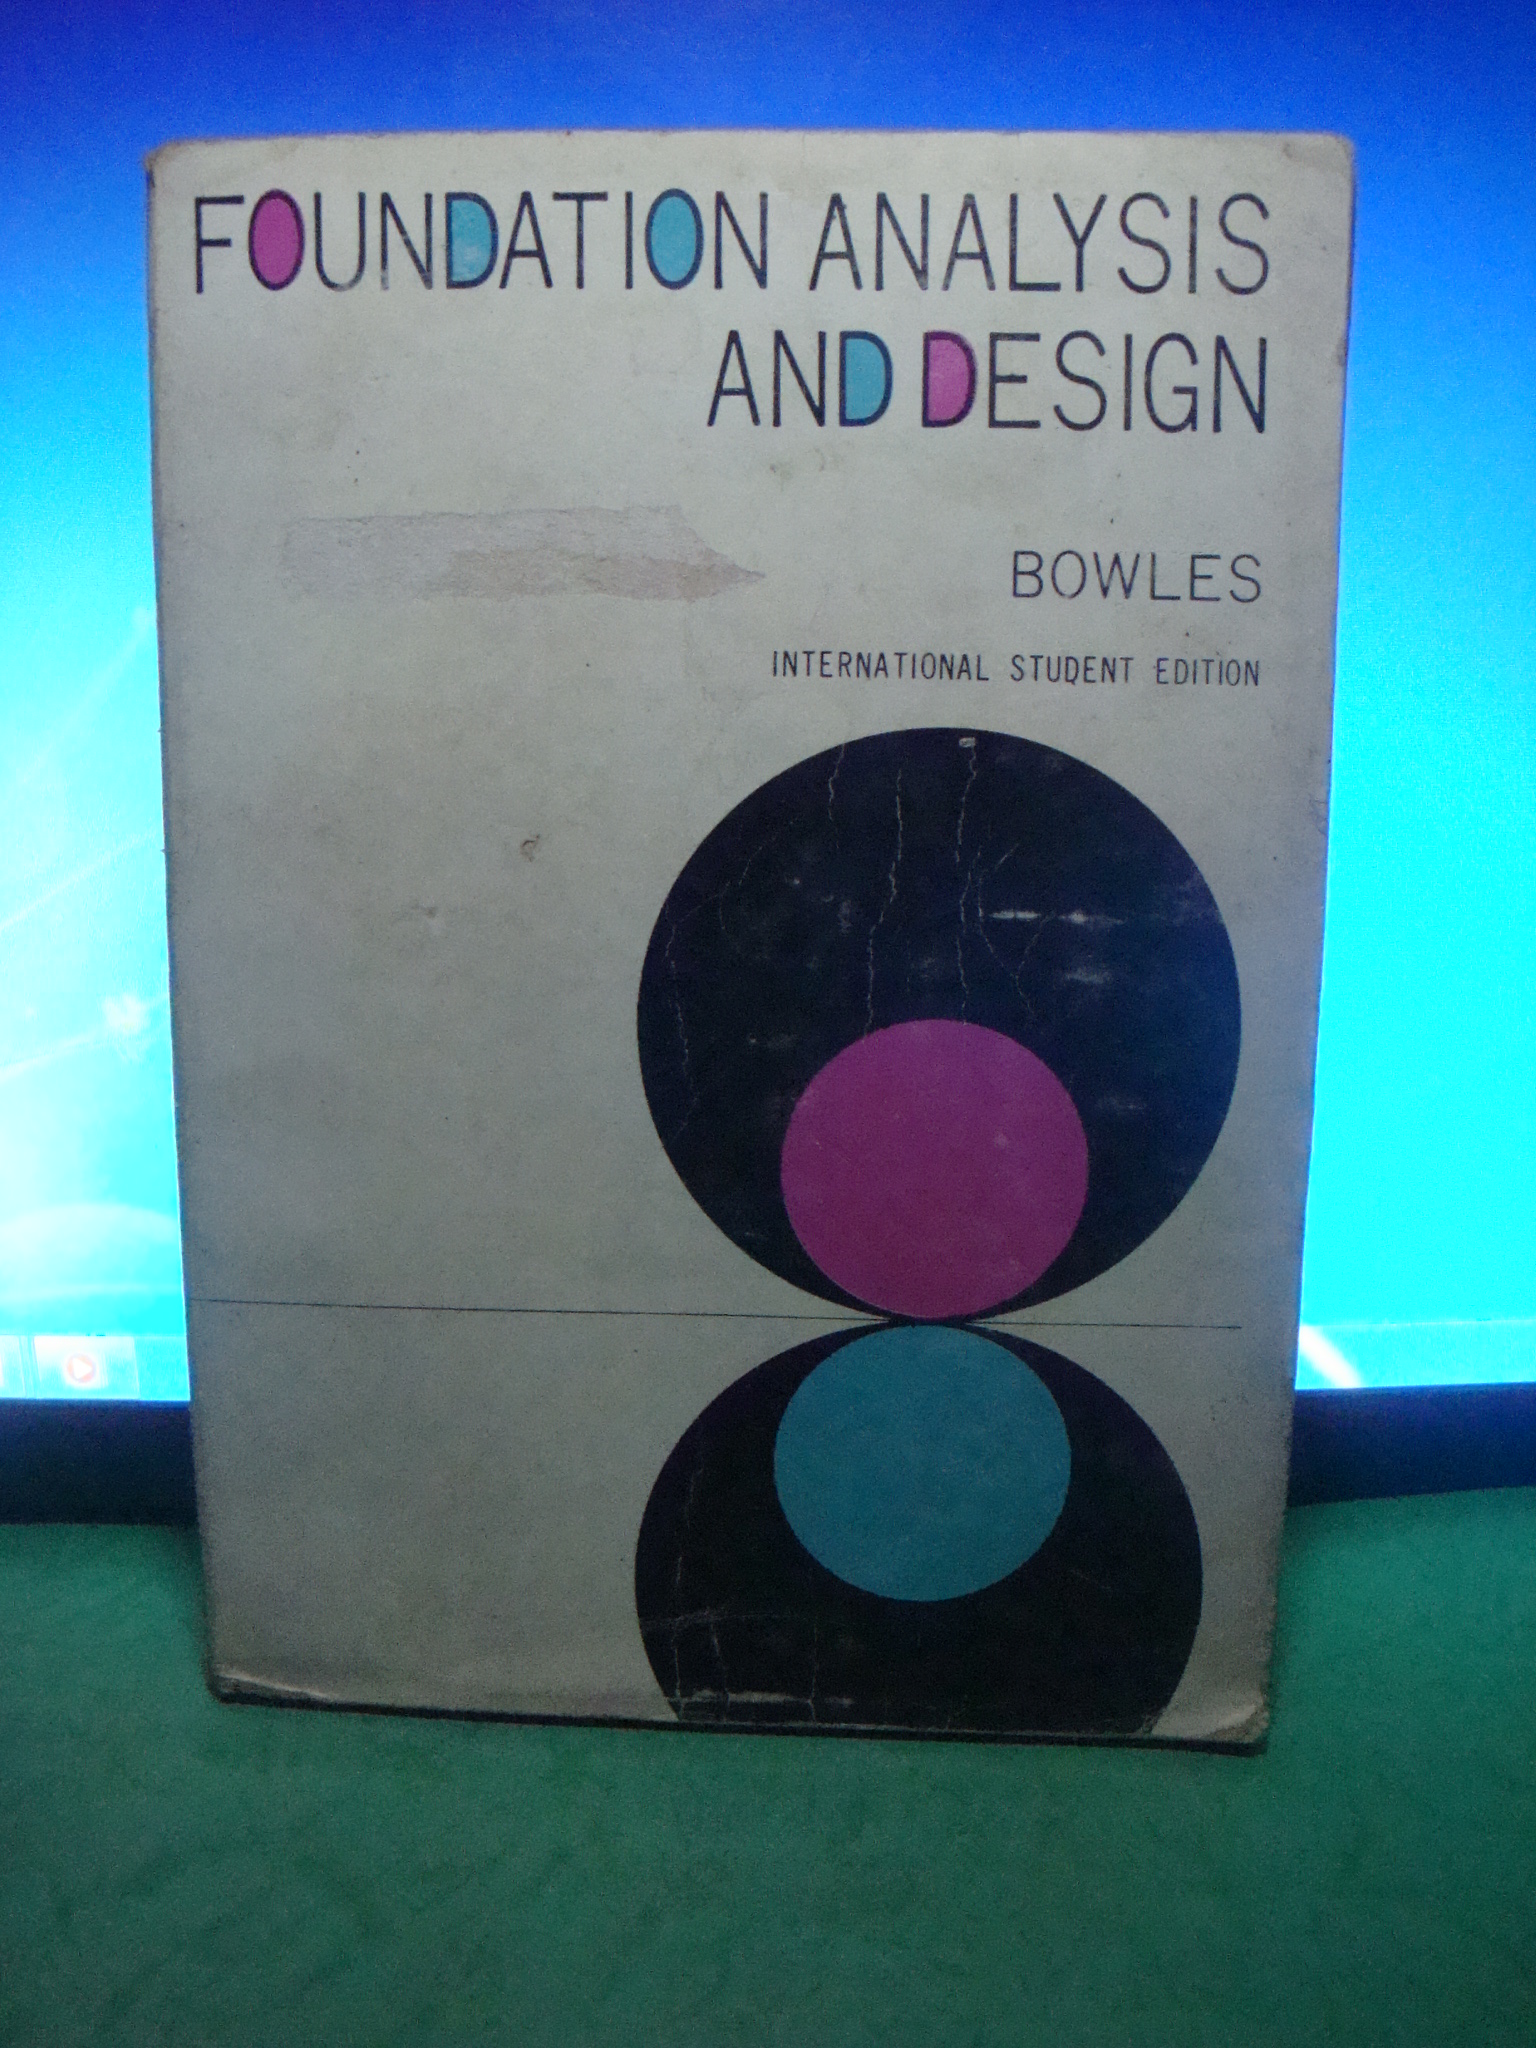 FOUNDATION ANALYSIS
AND DESIGN
BOWLES
INTERNATIONAL STUDENT EDITION